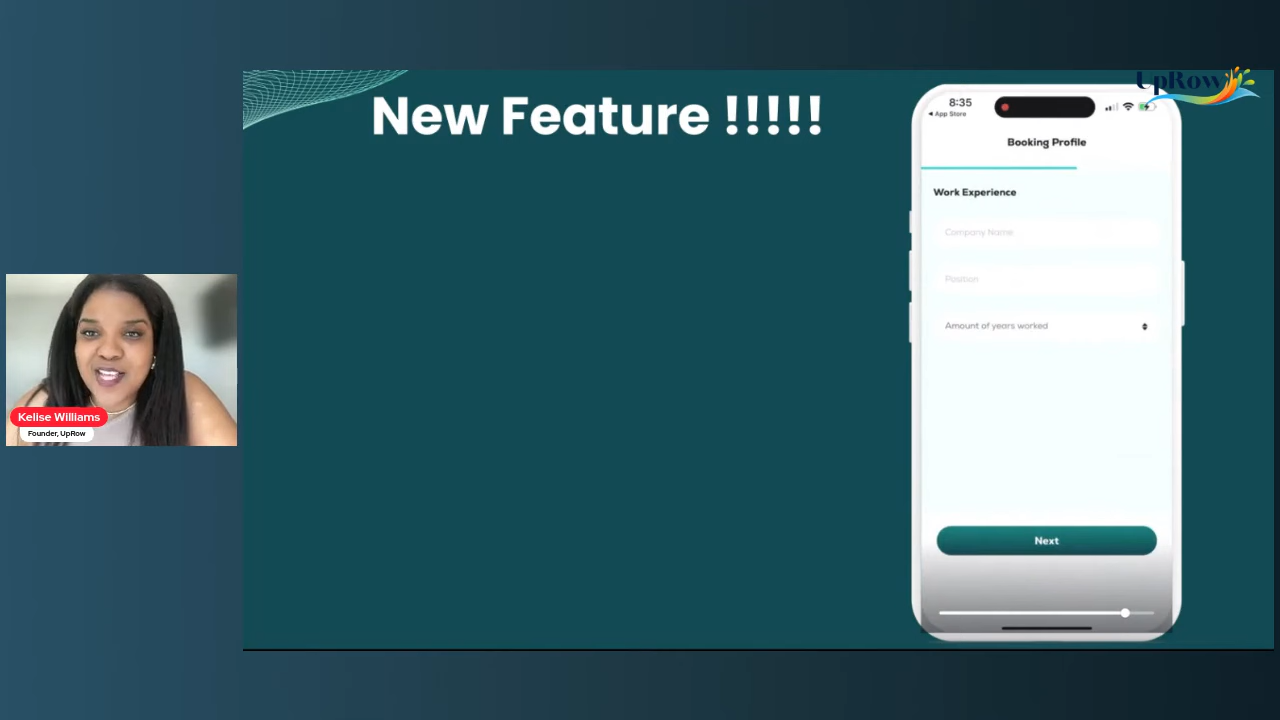 New Feature !!!!!
UpRow
8:35
◀ App Store
Booking Profile
Work Experience
Company Name
Position
Amount of years worked
Next
Kelise Williams
Founder, UpRow